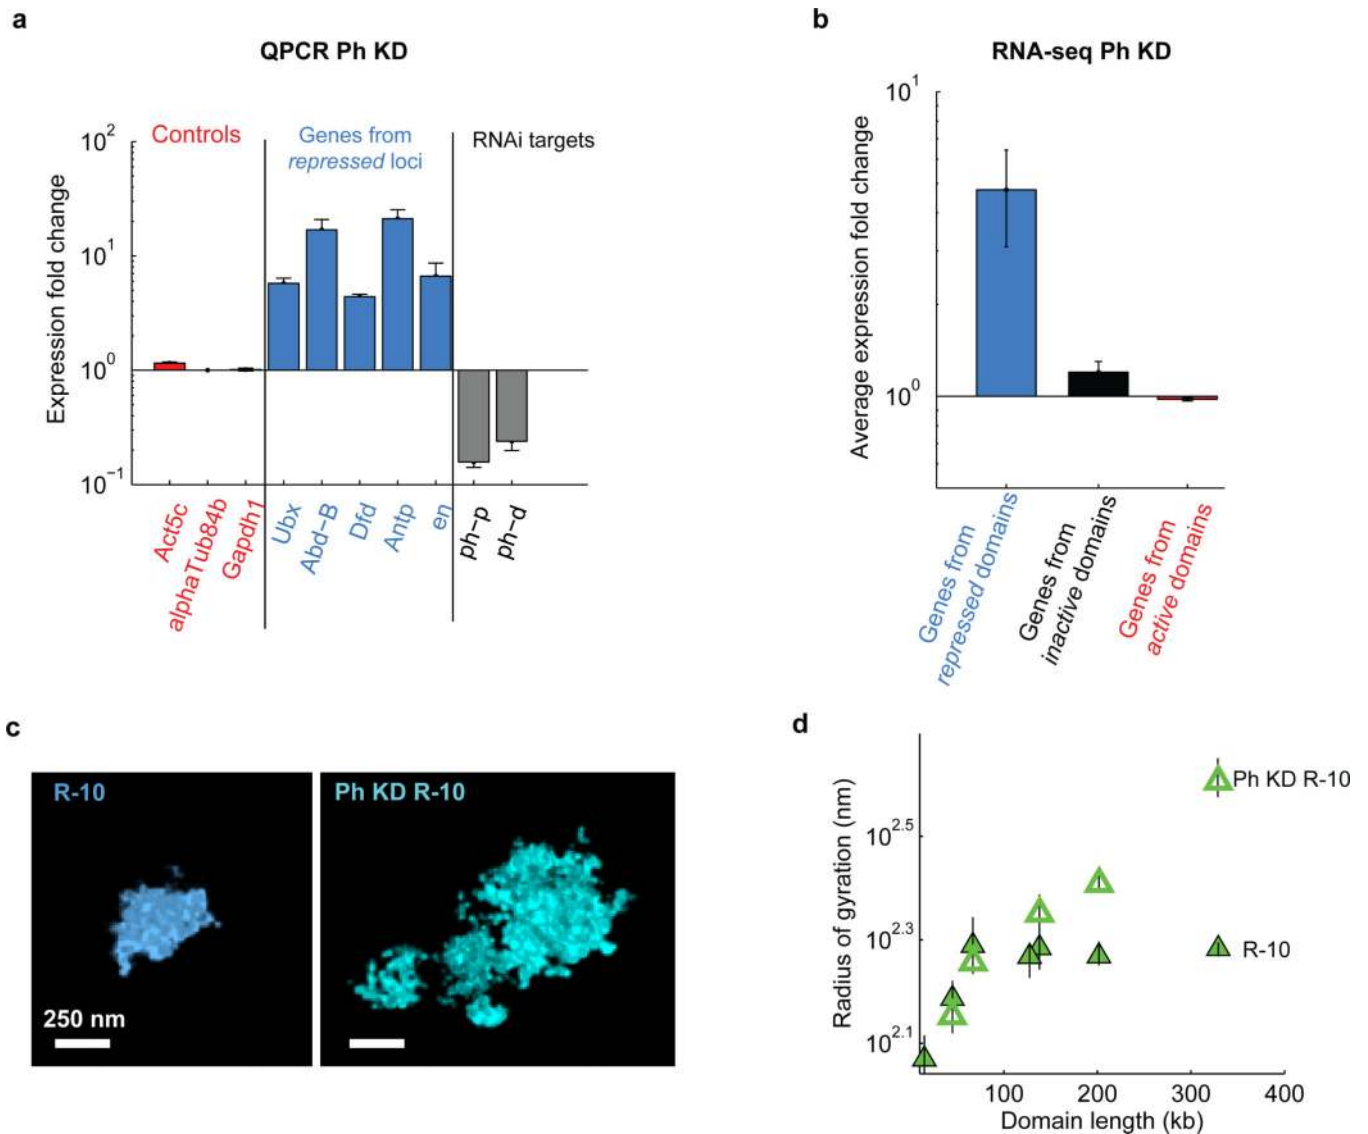 a
QPCR Ph KD
Controls
Genes from
repressed loci
RNAi targets
Expression fold change
10^2
10^1
10^0
10^−1
Act5c
alphaTub84b
Gapdh1
Ubx
Abd−B
Dfd
Antp
en
ph−p
ph−d
b
RNA-seq Ph KD
Average expression fold change
10^1
10^0
Genes from
repressed domains
Genes from
inactive domains
Genes from
active domains
c
R-10
250 nm
Ph KD R-10
d
Radius of gyration (nm)
10^2.5
10^2.3
10^2.1
Ph KD R-10
R-10
100
200
300
400
Domain length (kb)